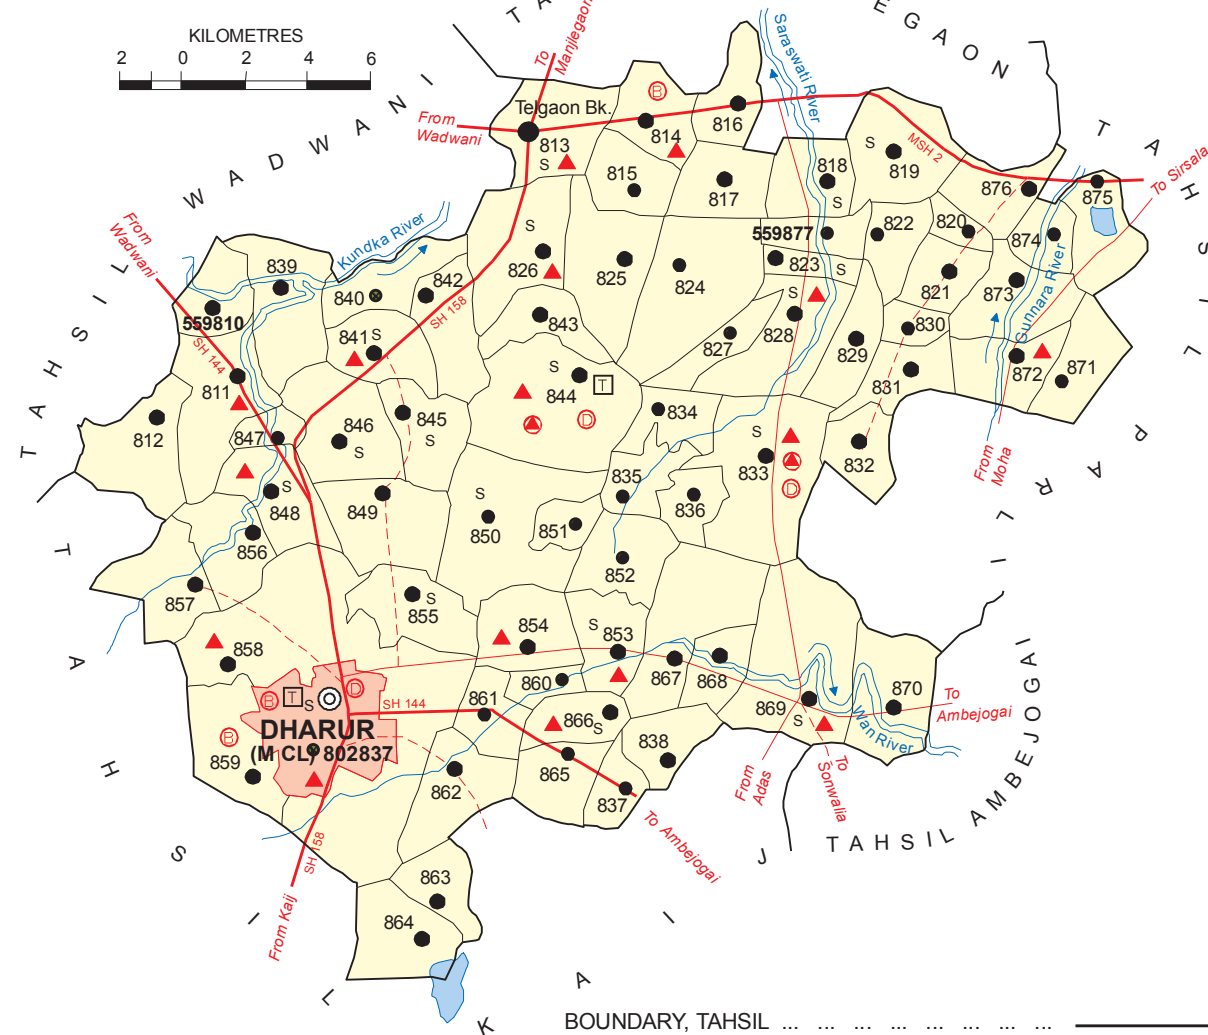 KILOMETRES
2 0 2 4 6
TA
EGAON
To Manjlegaon
Saraswati River
Telgaon Bk.
From Wadwani
B
813
S
814
816
815
817
818
S
S
819
MSH 2
876
875
To Sirsala
TAHSIL WADWANI
From Wadwani
Kundka River
839
840
842
SH 158
559810
SH 144
841
S
S
826
825
824
559877
823
S
822
820
821
874
873
Gunnara River
843
S
828
827
829
830
831
872
871
811
812
847
846
S
845
S
S
844
T
D
834
S
833
D
832
From Moha
TAHSIL PARLI
848
S
849
S
850
851
835
836
856
852
857
855
S
854
S
853
858
B
T
S
D
DHARUR
(M CL) 802837
SH 144
861
860
866
S
867
868
869
S
870
Wan River
To Ambejogai
B
859
862
865
837
838
To Ambejogai
From Adas
To Sonwalia
SH 158
From Kaij
863
864
TAHSIL KAIJ
TAHSIL AMBEJOGAI
BOUNDARY, TAHSIL ... ... ... ... ... ... ... ...